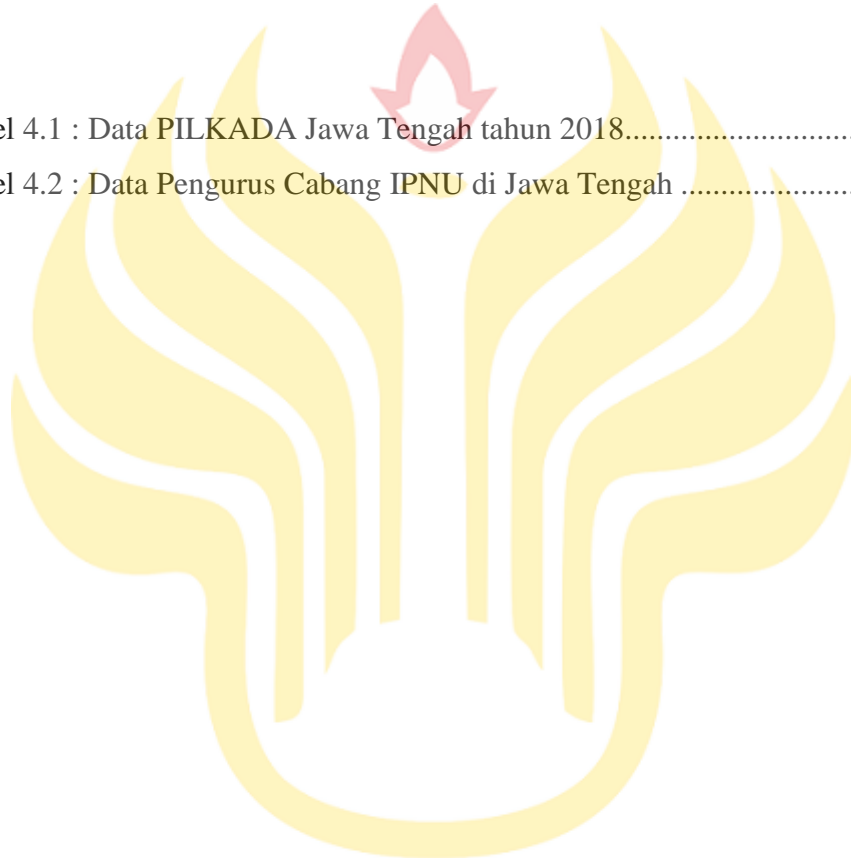 el 4.1 : Data PILKADA Jawa Tengah tahun 2018...........................
el 4.2 : Data Pengurus Cabang IPNU di Jawa Tengah .....................